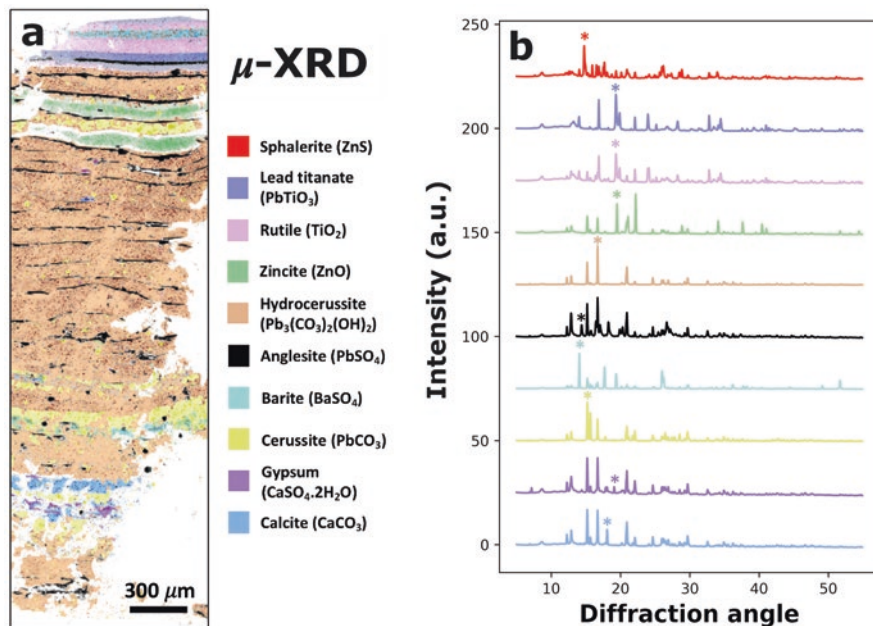 a
μ-XRD
Sphalerite (ZnS)
Lead titanate
(PbTiO₃)
Rutile (TiO₂)
Zincite (ZnO)
Hydrocerussite
(Pb₃(CO₃)₂(OH)₂)
Anglesite (PbSO₄)
Barite (BaSO₄)
Cerussite (PbCO₃)
Gypsum
(CaSO₄.2H₂O)
Calcite (CaCO₃)
300 μm
b
Intensity (a.u.)
250
200
150
100
50
0
10 20 30 40 50
Diffraction angle